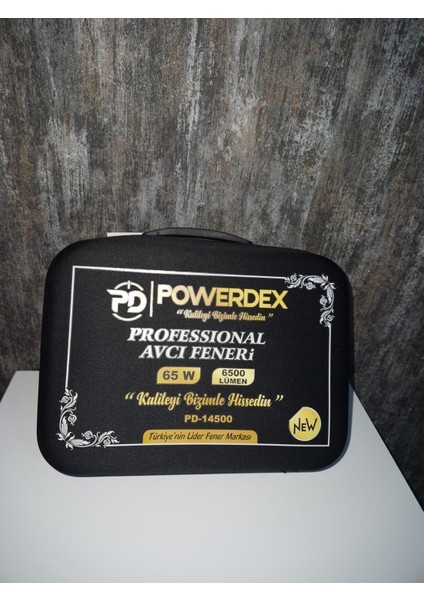 PD
POWERDEX
“Kaliteyi Bizimle Hissedin”
PROFESSIONAL
AVCI FENERi
65 W
6500
LÜMEN
“Kaliteyi Bizimle Hissedin”
PD-14500
Türkiye'nin Lider Fener Markası
NEW